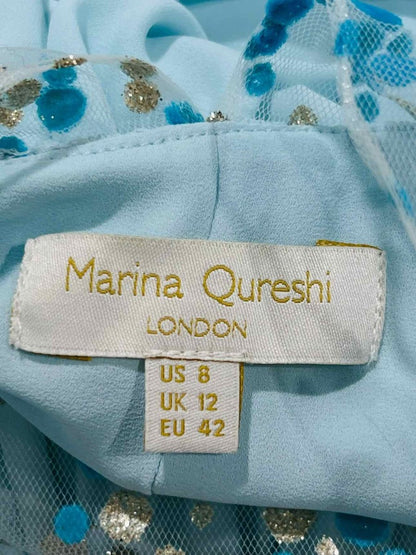 Marina Qureshi
LONDON
US 8
UK 12
EU 42